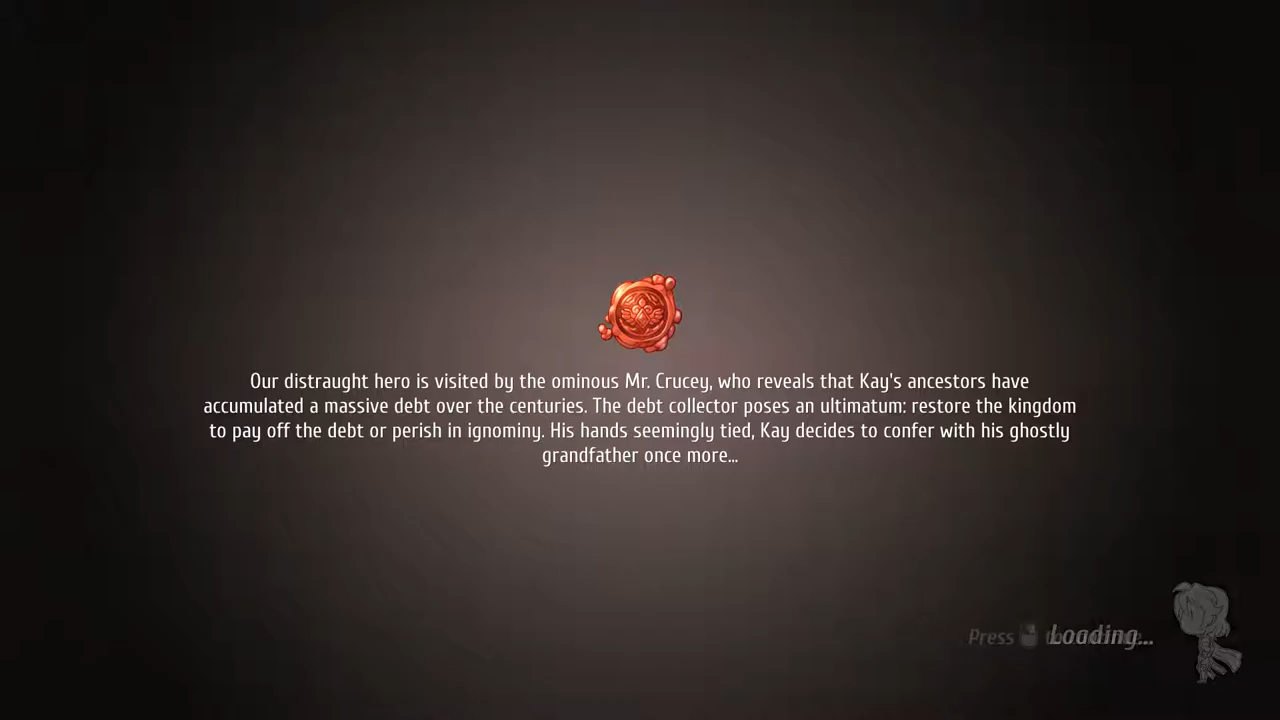 Our distraught hero is visited by the ominous Mr. Crucey, who reveals that Kay's ancestors have
accumulated a massive debt over the centuries. The debt collector poses an ultimatum: restore the kingdom
to pay off the debt or perish in ignominy. His hands seemingly tied, Kay decides to confer with his ghostly
grandfather once more...
Press Loading...